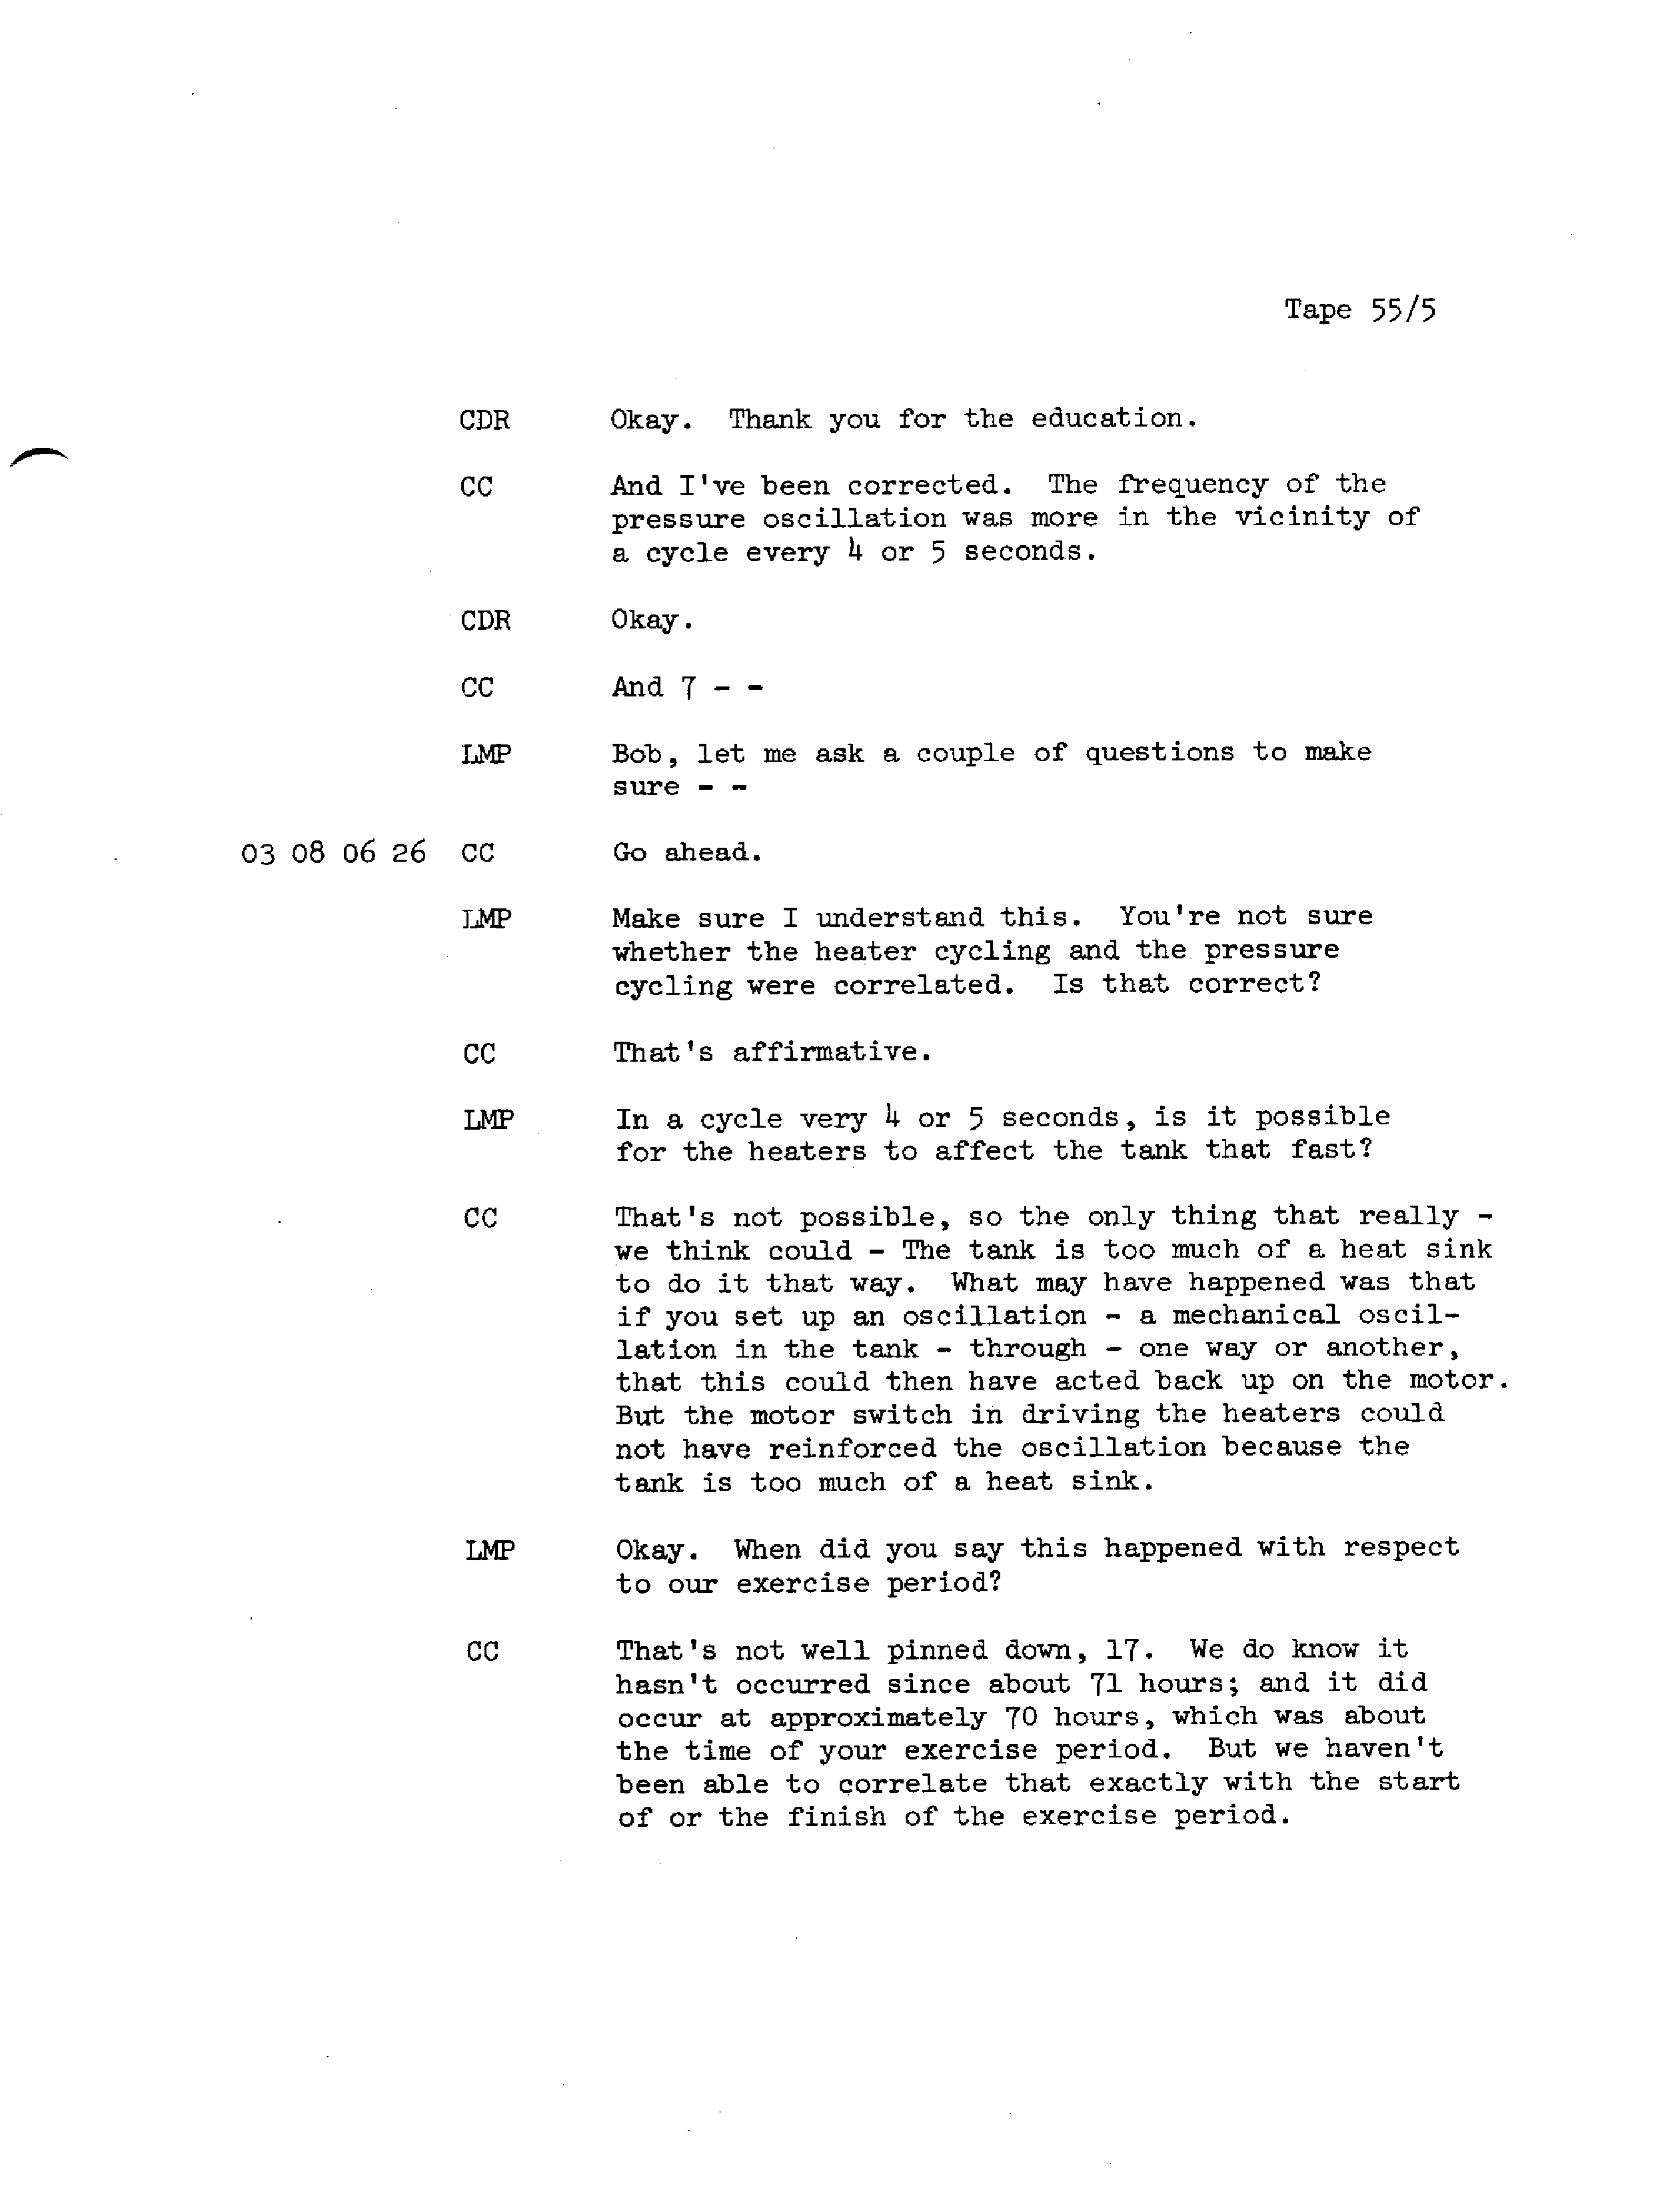 Tape 55/5
CDR Okay. Thank you for the education.
CC And I've been corrected. The frequency of the
pressure oscillation was more in the vicinity of
a cycle every 4 or 5 seconds.
CDR Okay.
CC And 7 - -
LMP Bob, let me ask a couple of questions to make
sure - -
03 08 06 26 CC Go ahead.
LMP Make sure I understand this. You're not sure
whether the heater cycling and the pressure
cycling were correlated. Is that correct?
CC That's affirmative.
LMP In a cycle very 4 or 5 seconds, is it possible
for the heaters to affect the tank that fast?
CC That's not possible, so the only thing that really -
we think could - The tank is too much of a heat sink
to do it that way. What may have happened was that
if you set up an oscillation - a mechanical oscil-
lation in the tank - through - one way or another,
that this could then have acted back up on the motor.
But the motor switch in driving the heaters could
not have reinforced the oscillation because the
tank is too much of a heat sink.
LMP Okay. When did you say this happened with respect
to our exercise period?
CC That's not well pinned down, 17. We do know it
hasn't occurred since about 71 hours; and it did
occur at approximately 70 hours, which was about
the time of your exercise period. But we haven't
been able to correlate that exactly with the start
of or the finish of the exercise period.